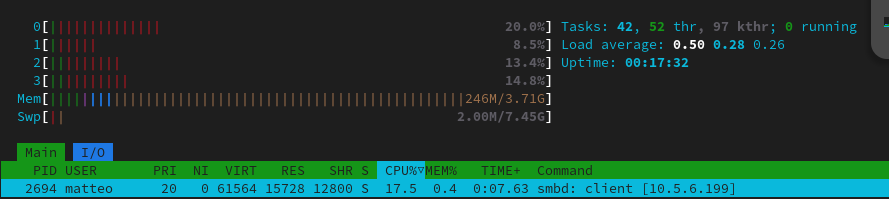 0[|||||||||||||| 20.0%] Tasks: 42, 52 thr, 97 kthr; 0 running
1[|||||| 8.5%] Load average: 0.50 0.28 0.26
2[||||||||| 13.4%] Uptime: 00:17:32
3[|||||||||| 14.8%]
Mem[||||||||||||||||||||||||||||||||||||||||||||||||||||246M/3.71G]
Swp[|| 2.00M/7.45G]
Main I/O
PID USER PRI NI VIRT RES SHR S CPU%▽MEM% TIME+ Command
2694 matteo 20 0 61564 15728 12800 S 17.5 0.4 0:07.63 smbd: client [10.5.6.199]